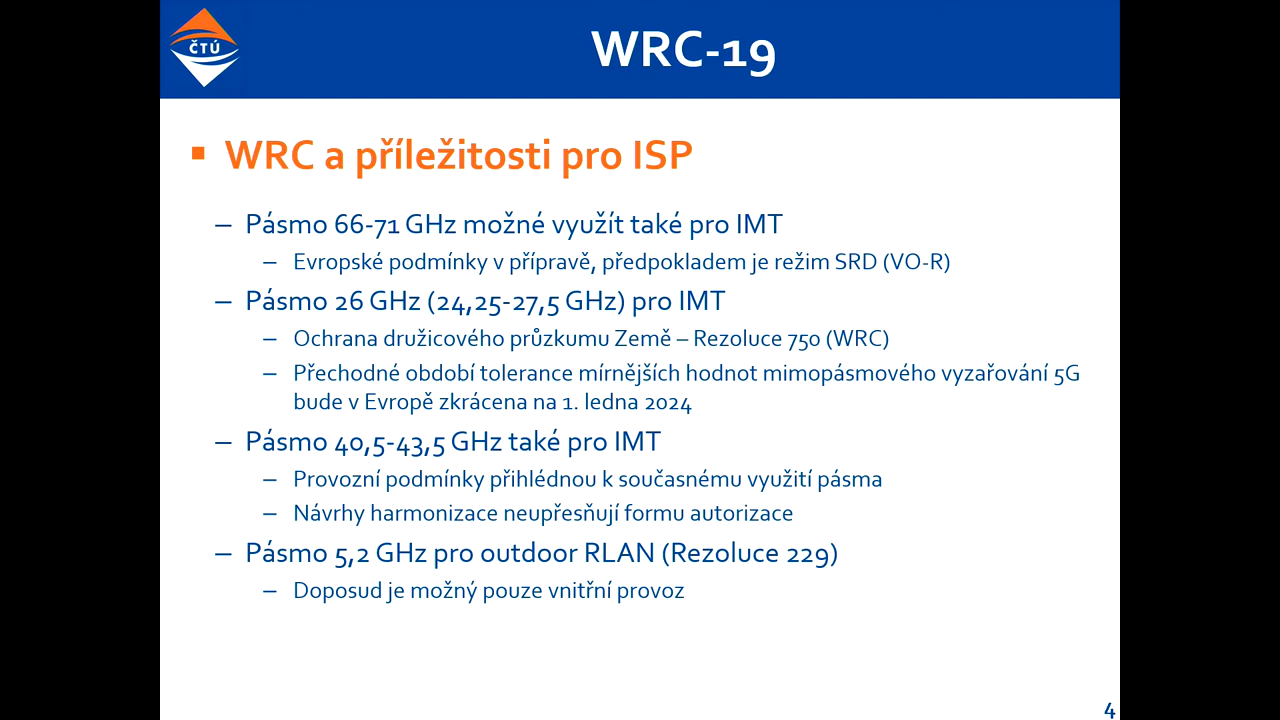 ČTÚ
WRC-19
▪ WRC a příležitosti pro ISP
– Pásmo 66-71 GHz možné využít také pro IMT
– Evropské podmínky v přípravě, předpokladem je režim SRD (VO-R)
– Pásmo 26 GHz (24,25-27,5 GHz) pro IMT
– Ochrana družicového průzkumu Země – Rezoluce 750 (WRC)
– Přechodné období tolerance mírnějších hodnot mimopásmového vyzařování 5G
bude v Evropě zkrácena na 1. ledna 2024
– Pásmo 40,5-43,5 GHz také pro IMT
– Provozní podmínky přihlédnou k současnému využití pásma
– Návrhy harmonizace neupřesňují formu autorizace
– Pásmo 5,2 GHz pro outdoor RLAN (Rezoluce 229)
– Doposud je možný pouze vnitřní provoz
4